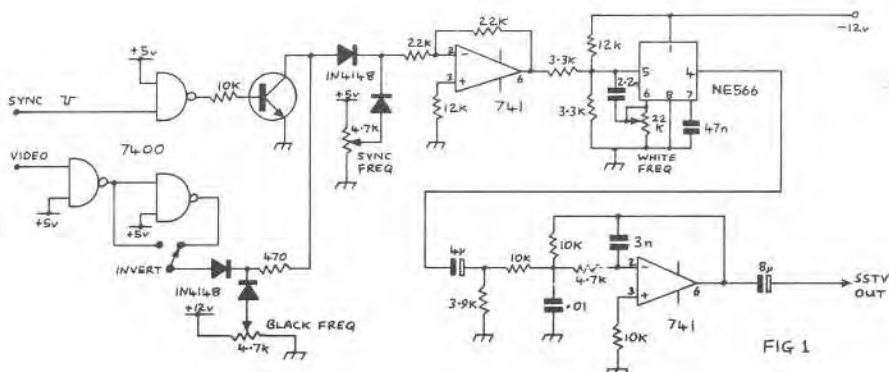 +5v
SYNC
10K
7400
VIDEO
+5v
+5v
INVERT
1N4148
470
+12v
BLACK FREQ
4.7K
1N4148
+5v
4.7K
SYNC FREQ
22K
22K
2
3
6
12K
741
3.3K
12K
3.3K
2.2n
5
1
4
6 8 7
NE566
22 K
WHITE FREQ
47n
-12v
4µ
3.9K
10K
10K
.01
4.7K
3n
2
3
6
741
10K
8µ
SSTV OUT
FIG 1